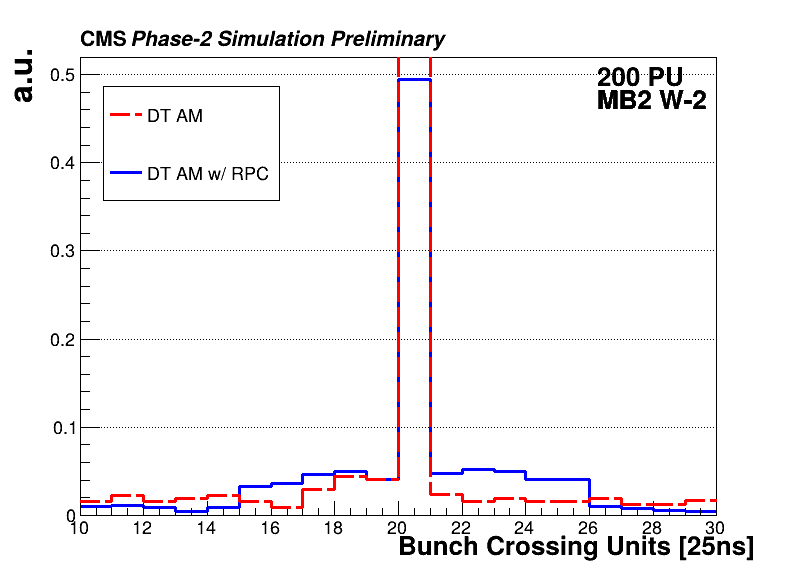 CMS Phase-2 Simulation Preliminary
a.u.
200 PU
MB2 W-2
DT AM
DT AM w/ RPC
0.5
0.4
0.3
0.2
0.1
0
10 12 14 16 18 20 22 24 26 28 30
Bunch Crossing Units [25ns]